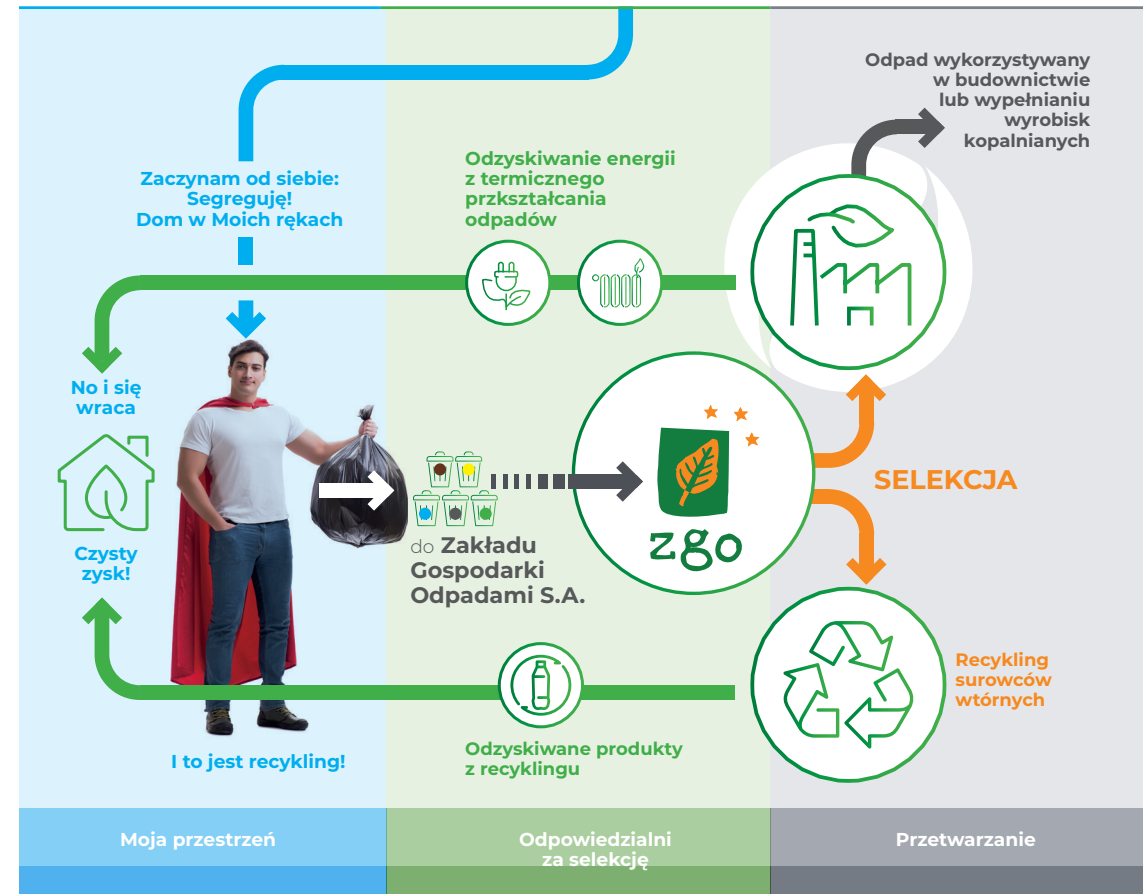 Odpad wykorzystywany
w budownictwie
lub wypełnianiu
wyrobisk
kopalnianych
Zaczynam od siebie:
Segreguję!
Dom w Moich rękach
Odzyskiwanie energii
z termicznego
przkształcania
odpadów
No i się
wraca
Czysty
zysk!
do Zakładu
Gospodarki
Odpadami S.A.
zgo
SELEKCJA
Recykling
surowców
wtórnych
Odzyskiwane produkty
z recyklingu
I to jest recykling!
Moja przestrzeń
Odpowiedzialni
za selekcję
Przetwarzanie